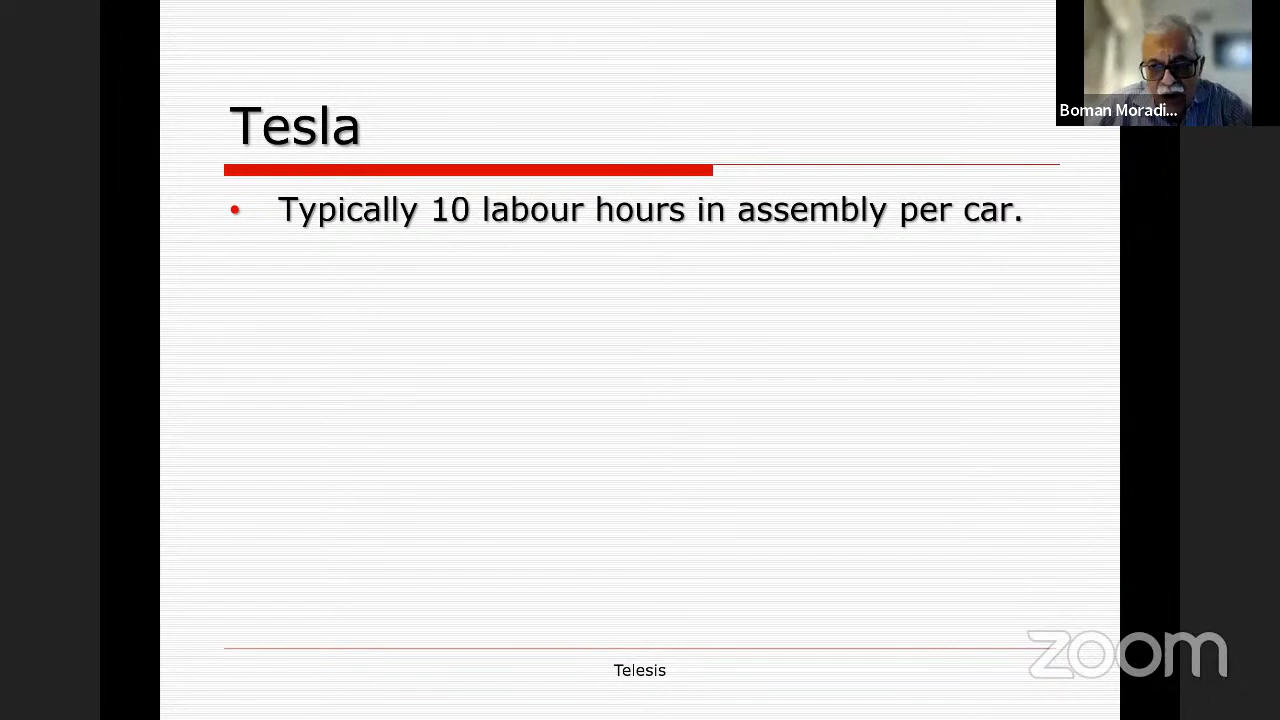 Tesla
Boman Moradi...
• Typically 10 labour hours in assembly per car.
Telesis
zoom